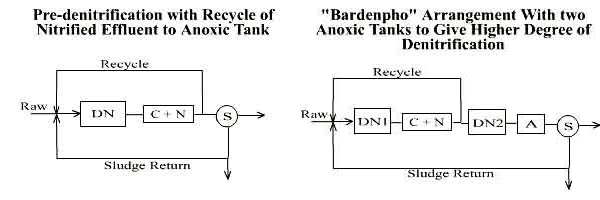 Pre-denitrification with Recycle of
Nitrified Effluent to Anoxic Tank
Recycle
Raw
DN
C + N
S
Sludge Return
"Bardenpho" Arrangement With two
Anoxic Tanks to Give Higher Degree of
Denitrification
Recycle
Raw
DN1
C + N
DN2
A
S
Sludge Return